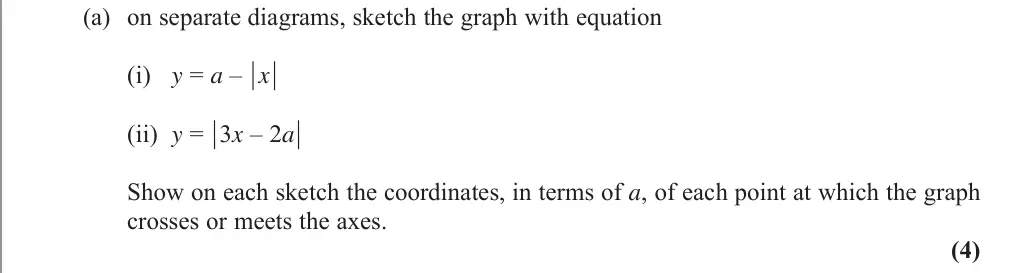 (a) on separate diagrams, sketch the graph with equation
(i) y = a – |x|
(ii) y = |3x – 2a|
Show on each sketch the coordinates, in terms of a, of each point at which the graph
crosses or meets the axes.
(4)